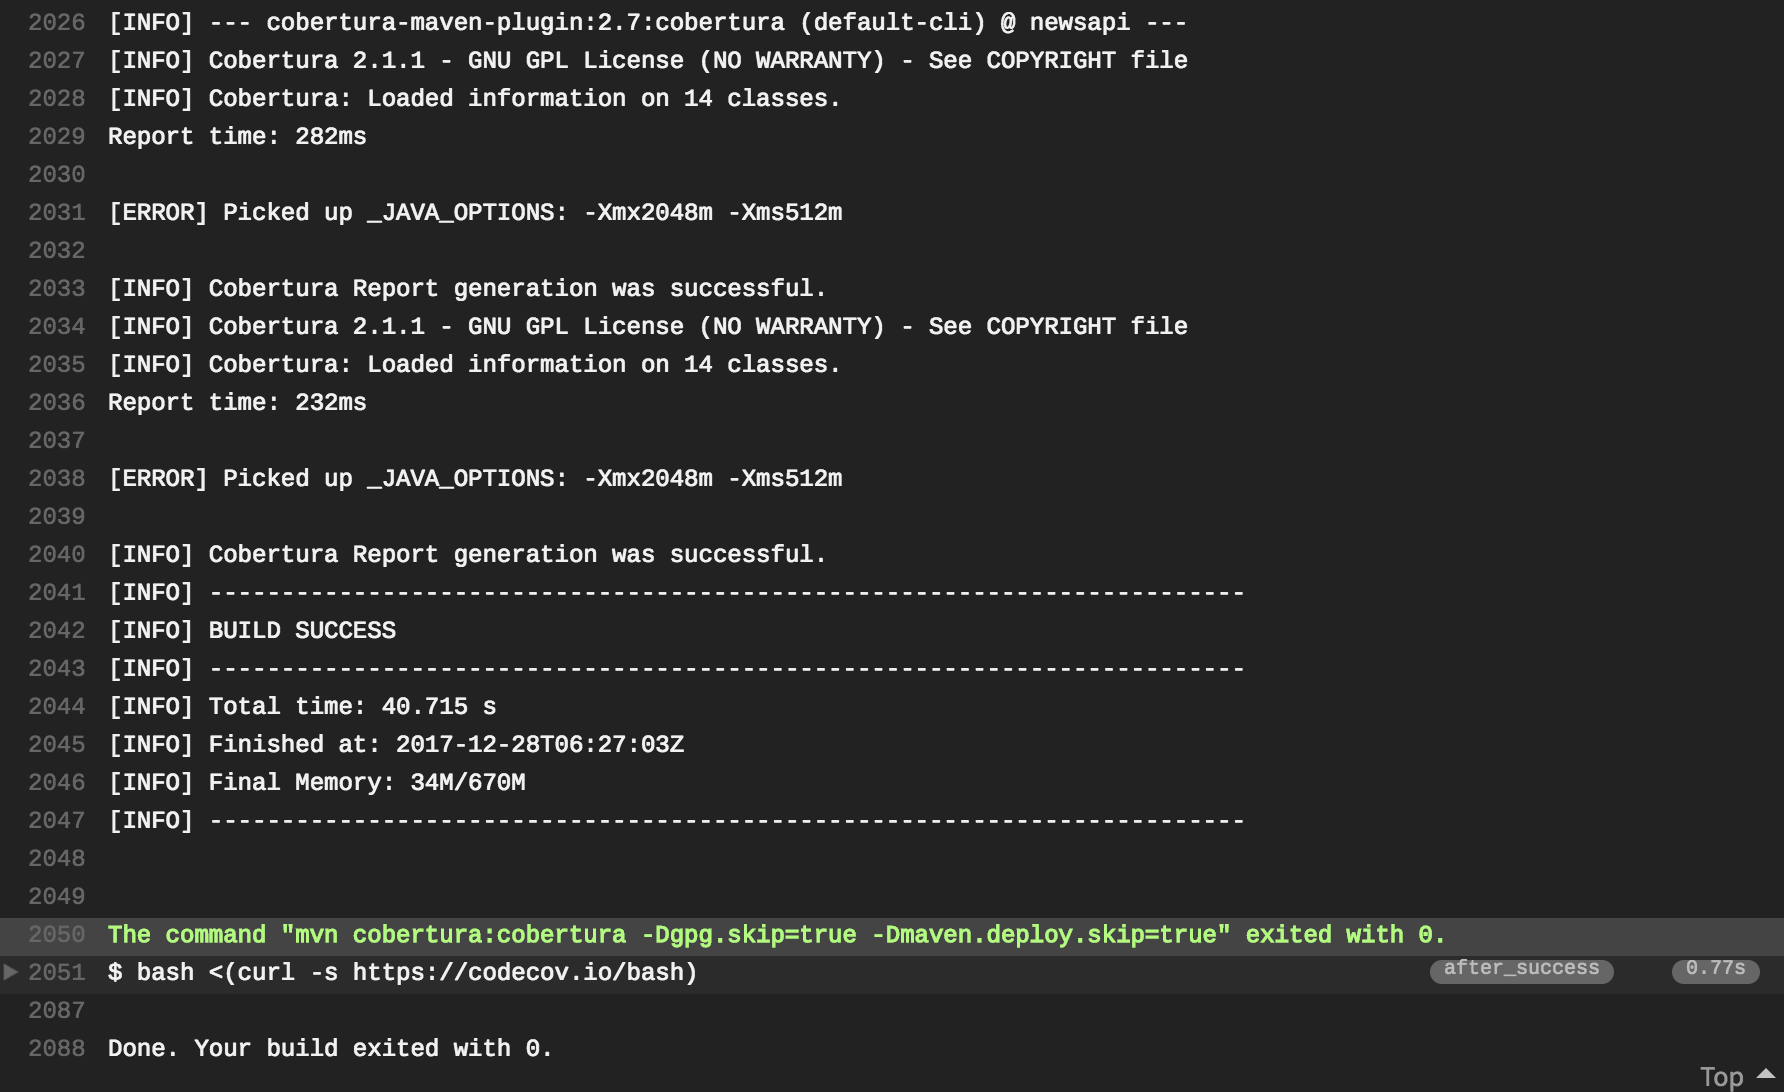 2026 [INFO] --- cobertura-maven-plugin:2.7:cobertura (default-cli) @ newsapi ---
2027 [INFO] Cobertura 2.1.1 - GNU GPL License (NO WARRANTY) - See COPYRIGHT file
2028 [INFO] Cobertura: Loaded information on 14 classes.
2029 Report time: 282ms
2030
2031 [ERROR] Picked up _JAVA_OPTIONS: -Xmx2048m -Xms512m
2032
2033 [INFO] Cobertura Report generation was successful.
2034 [INFO] Cobertura 2.1.1 - GNU GPL License (NO WARRANTY) - See COPYRIGHT file
2035 [INFO] Cobertura: Loaded information on 14 classes.
2036 Report time: 232ms
2037
2038 [ERROR] Picked up _JAVA_OPTIONS: -Xmx2048m -Xms512m
2039
2040 [INFO] Cobertura Report generation was successful.
2041 [INFO] ------------------------------------------------------------------------
2042 [INFO] BUILD SUCCESS
2043 [INFO] ------------------------------------------------------------------------
2044 [INFO] Total time: 40.715 s
2045 [INFO] Finished at: 2017-12-28T06:27:03Z
2046 [INFO] Final Memory: 34M/670M
2047 [INFO] ------------------------------------------------------------------------
2048
2049
2050 The command "mvn cobertura:cobertura -Dgpg.skip=true -Dmaven.deploy.skip=true" exited with 0.
2051 $ bash <(curl -s https://codecov.io/bash) after_success 0.77s
2087
2088 Done. Your build exited with 0.
Top